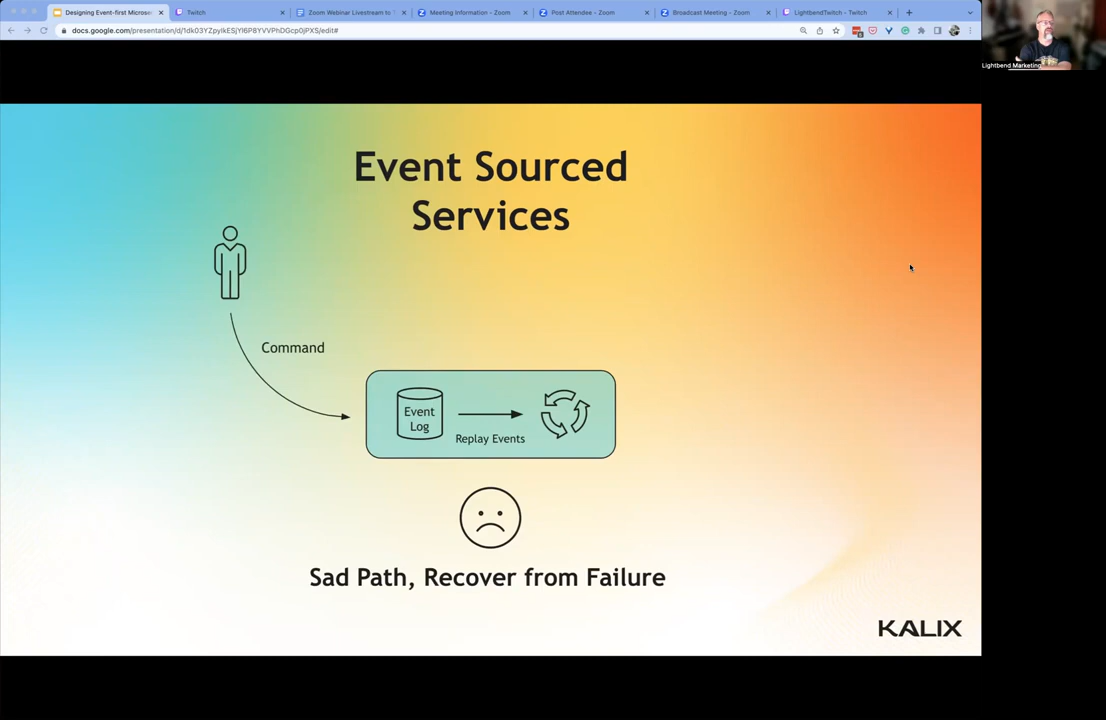 Designing Event-first Microse
Twitch
Zoom Webinar Livestream to
Meeting Information - Zoom
Post Attendee - Zoom
Broadcast Meeting - Zoom
LightbendTwitch - Twitch
Lightbend Marketing
Event Sourced
Services
Command
Event
Log
Replay Events
Sad Path, Recover from Failure
KALIX